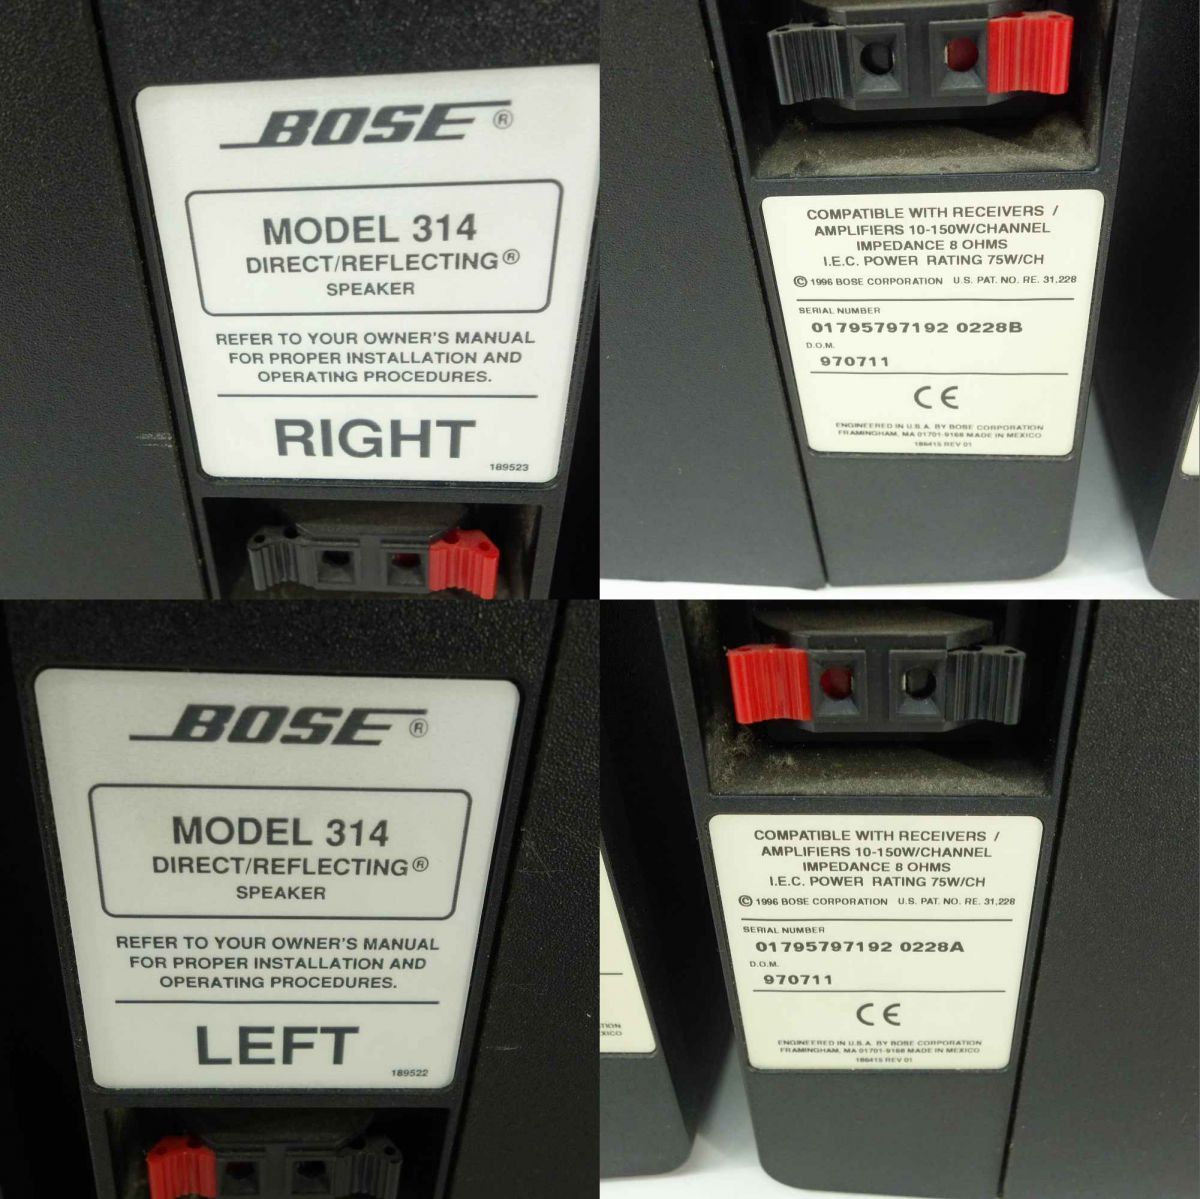 BOSE®
MODEL 314
DIRECT/REFLECTING®
SPEAKER
REFER TO YOUR OWNER'S MANUAL
FOR PROPER INSTALLATION AND
OPERATING PROCEDURES.
RIGHT
189523
COMPATIBLE WITH RECEIVERS /
AMPLIFIERS 10-150W/CHANNEL
IMPEDANCE 8 OHMS
I.E.C. POWER RATING 75W/CH
© 1996 BOSE CORPORATION U.S. PAT. NO. RE. 31,228
SERIAL NUMBER
01795797192 0228B
D.O.M.
970711
CE
ENGINEERED IN U.S.A. BY BOSE CORPORATION
FRAMINGHAM, MA 01701-9168 MADE IN MEXICO
186415 REV 01
BOSE®
MODEL 314
DIRECT/REFLECTING®
SPEAKER
REFER TO YOUR OWNER'S MANUAL
FOR PROPER INSTALLATION AND
OPERATING PROCEDURES.
LEFT
189522
COMPATIBLE WITH RECEIVERS /
AMPLIFIERS 10-150W/CHANNEL
IMPEDANCE 8 OHMS
I.E.C. POWER RATING 75W/CH
© 1996 BOSE CORPORATION U.S. PAT. NO. RE. 31,228
SERIAL NUMBER
01795797192 0228A
D.O.M.
970711
CE
ENGINEERED IN U.S.A. BY BOSE CORPORATION
FRAMINGHAM, MA 01701-9168 MADE IN MEXICO
186415 REV 01